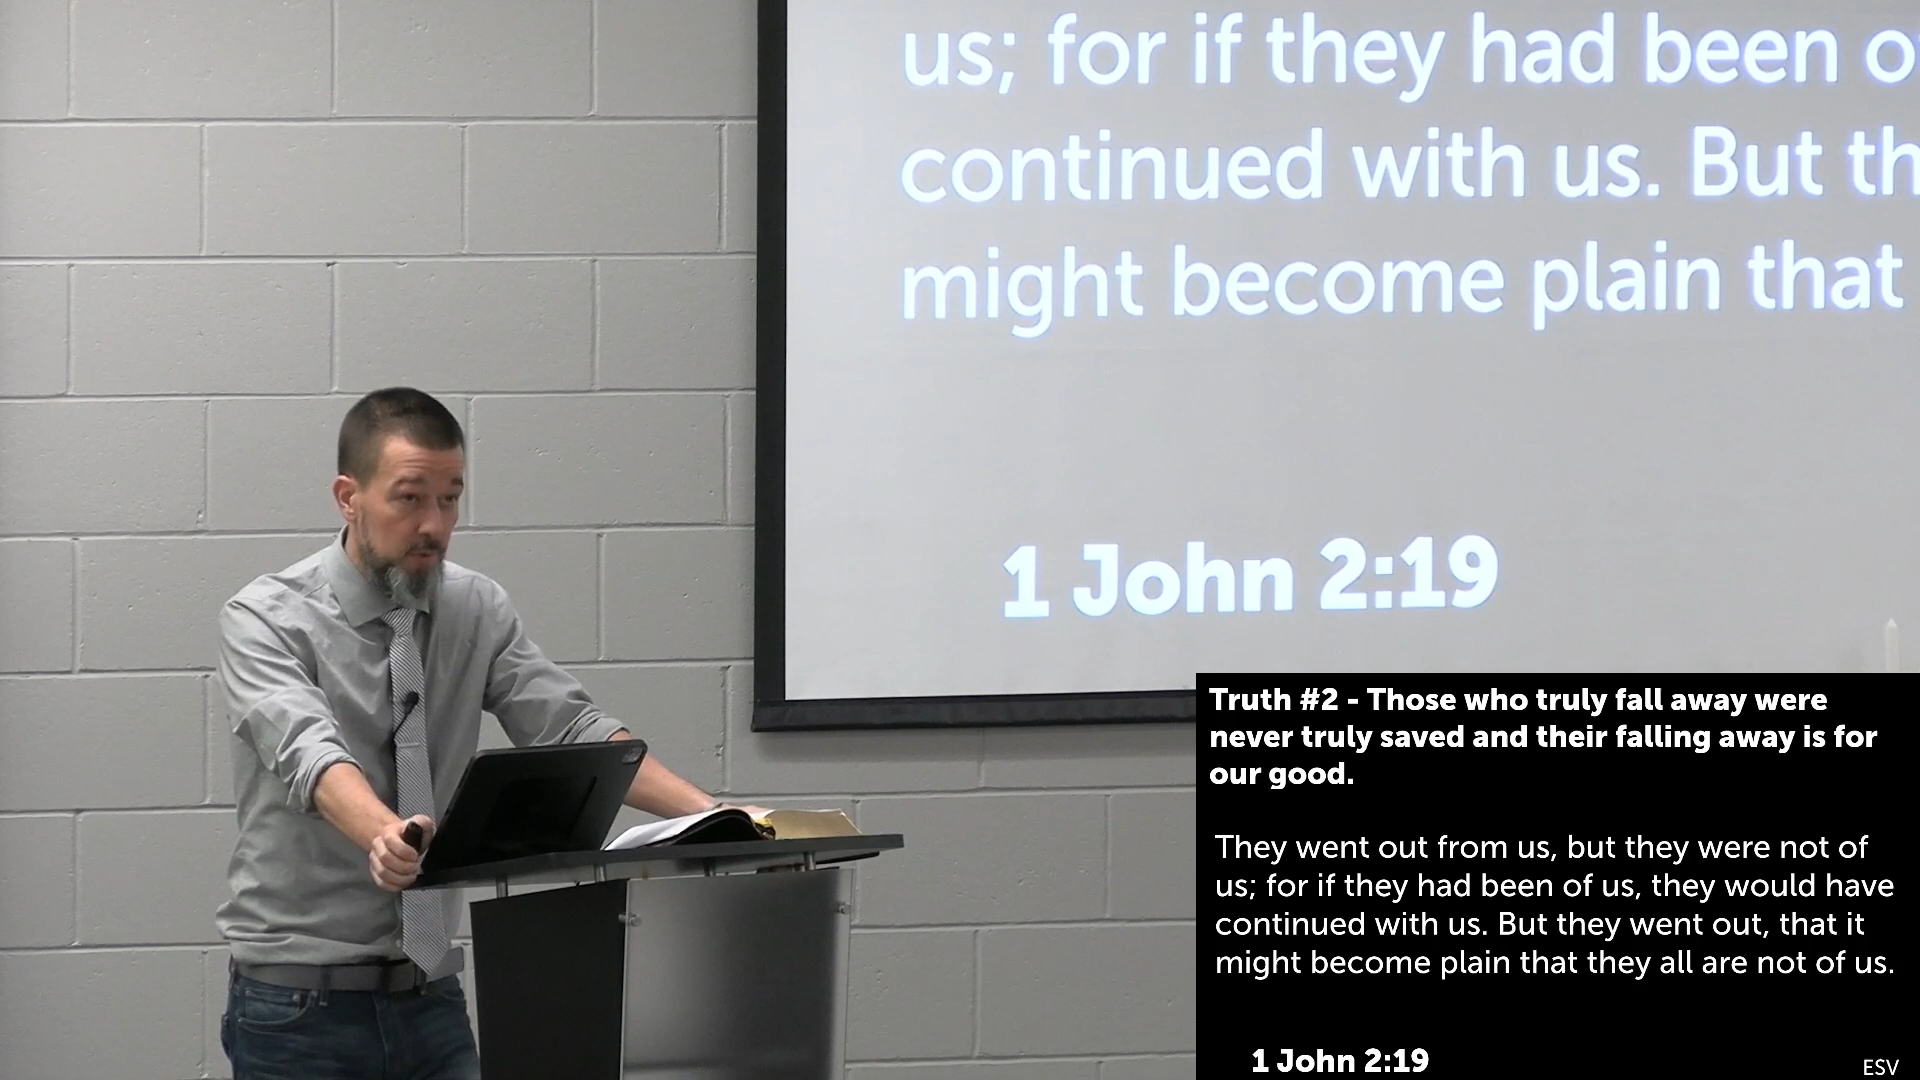 us; for if they had been o
continued with us. But th
might become plain that
1 John 2:19
Truth #2 - Those who truly fall away were
never truly saved and their falling away is for
our good.
They went out from us, but they were not of
us; for if they had been of us, they would have
continued with us. But they went out, that it
might become plain that they all are not of us.
1 John 2:19
ESV